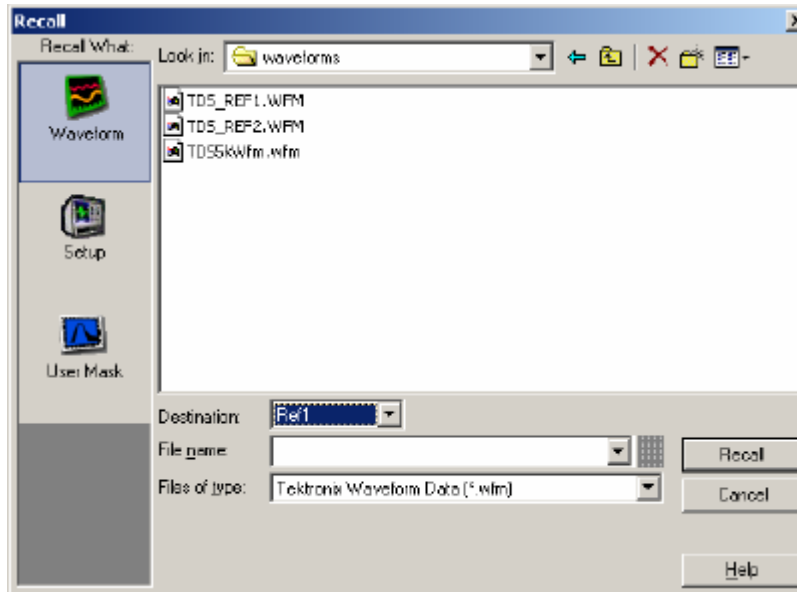 Recall
Recall What:
Look in: waveforms
Waveform
Setup
User Mask
TDS_REF1.WFM
TDS_REF2.WFM
TDS5kWfm.wfm
Destination: Ref1
File name:
Recall
Files of type: Tektronix Waveform Data (*.wfm)
Cancel
Help